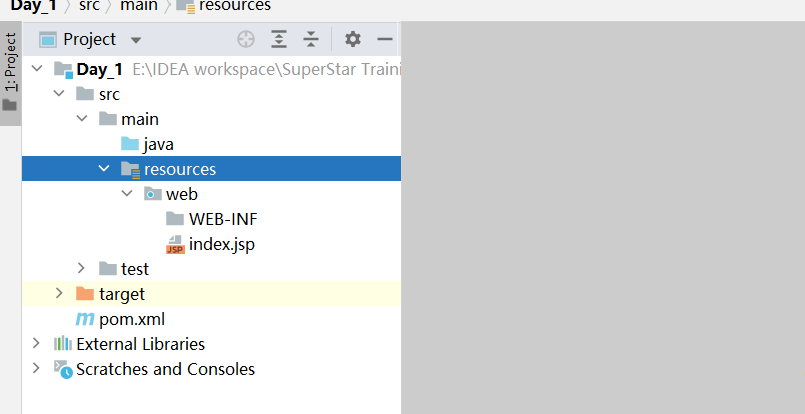 Day_1 〉 src 〉 main 〉 resources
1: Project
Project
Day_1 E:\IDEA workspace\SuperStar Traini
src
main
java
resources
web
WEB-INF
JSP index.jsp
test
target
m pom.xml
External Libraries
Scratches and Consoles